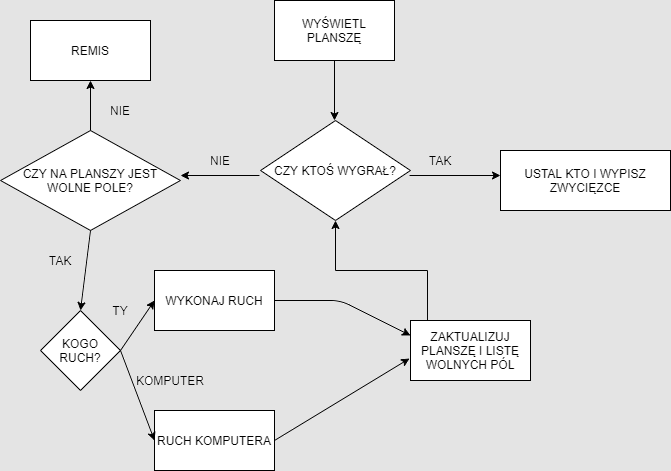 WYŚWIETL
PLANSZĘ
REMIS
NIE
CZY NA PLANSZY JEST
WOLNE POLE?
NIE
CZY KTOŚ WYGRAŁ?
TAK
USTAL KTO I WYPISZ
ZWYCIĘZCE
TAK
TY
WYKONAJ RUCH
KOGO
RUCH?
ZAKTUALIZUJ
PLANSZĘ I LISTĘ
WOLNYCH PÓL
KOMPUTER
RUCH KOMPUTERA